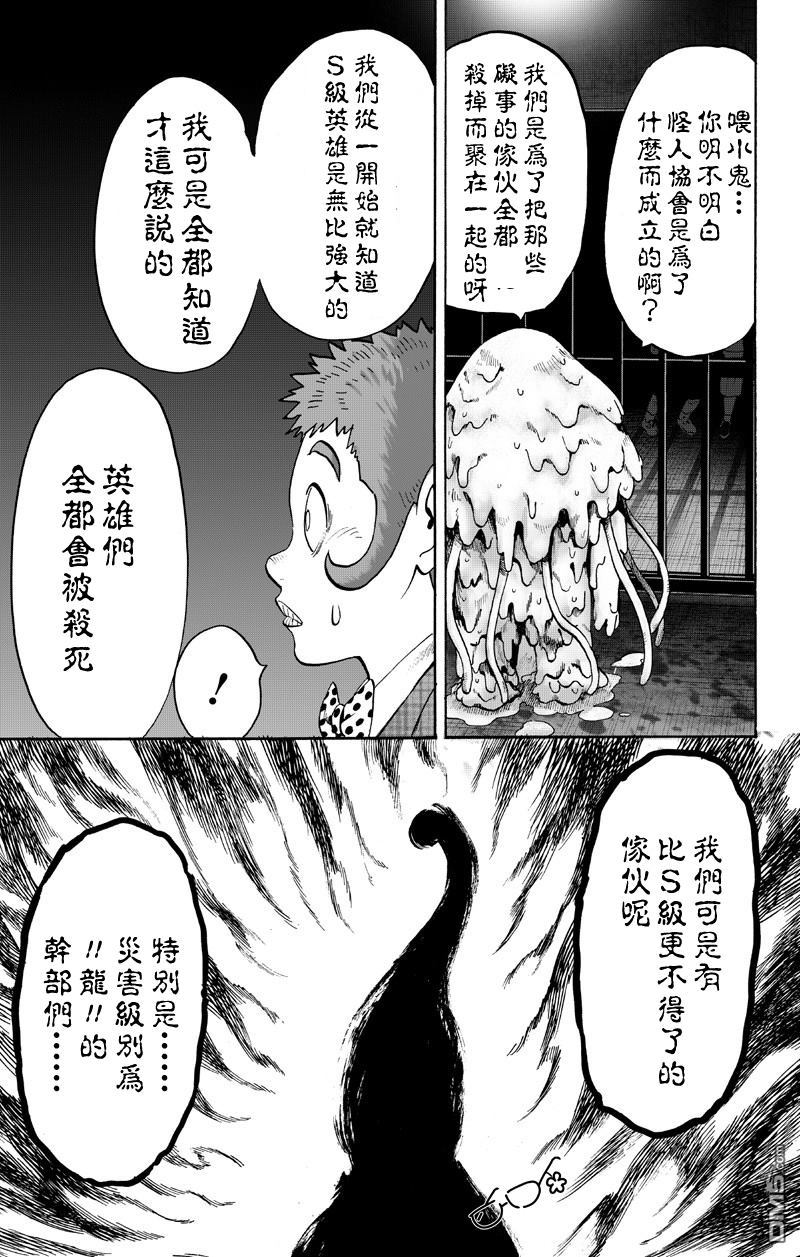 喂小鬼…
你明不明白
怪人協會是爲了
什麼而成立的啊？
我們是爲了把那些
礙事的傢伙全都
殺掉而聚在一起的呀
我們從一開始就知道
S級英雄是無比強大的
我可是全都知道
才這麼說的
英雄們
全都會被殺死
！
我們可是有
比S級更不得了的
傢伙呢
特別是……
災害級別爲
!!龍!!的
幹部們……
DM5.com